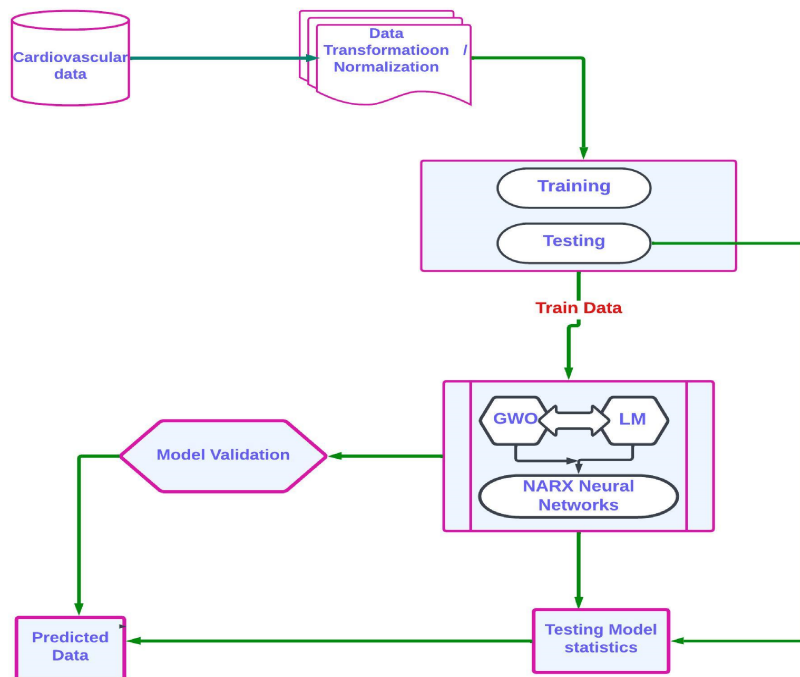 Cardiovascular
data
Data
Transformatioon /
Normalization
Training
Testing
Train Data
GWO
LM
NARX Neural
Networks
Model Validation
Predicted
Data
Testing Model
statistics